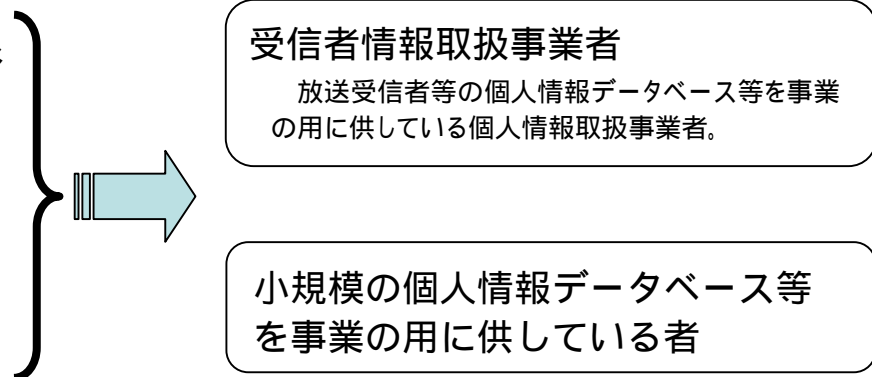 受信者情報取扱事業者
放送受信者等の個人情報データベース等を事業
の用に供している個人情報取扱事業者。
小規模の個人情報データベース等
を事業の用に供している者